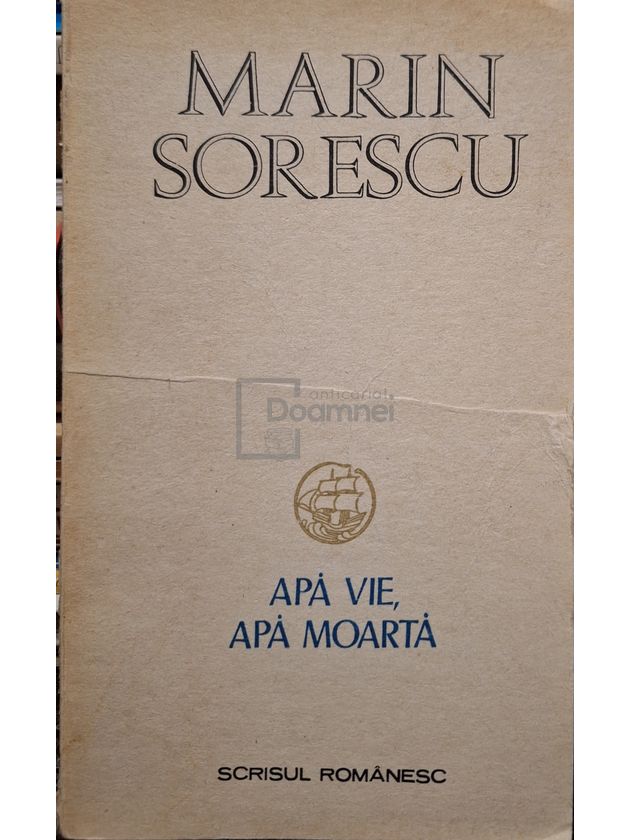 MARIN
SORESCU
anticariat
Doamnei
APĂ VIE,
APĂ MOARTĂ
SCRISUL ROMÂNESC